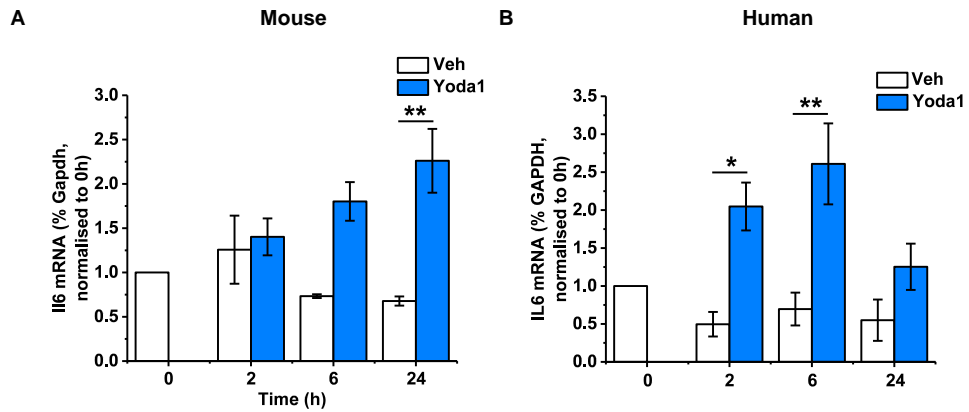 A
Mouse
Veh
Yoda1
Il6 mRNA (% Gapdh,
normalised to 0h)
3.0
2.5
2.0
1.5
1.0
0.5
0.0
**
0
2
6
24
Time (h)
B
Human
Veh
Yoda1
IL6 mRNA (% GAPDH,
normalised to 0h)
3.5
3.0
2.5
2.0
1.5
1.0
0.5
0.0
*
**
0
2
6
24